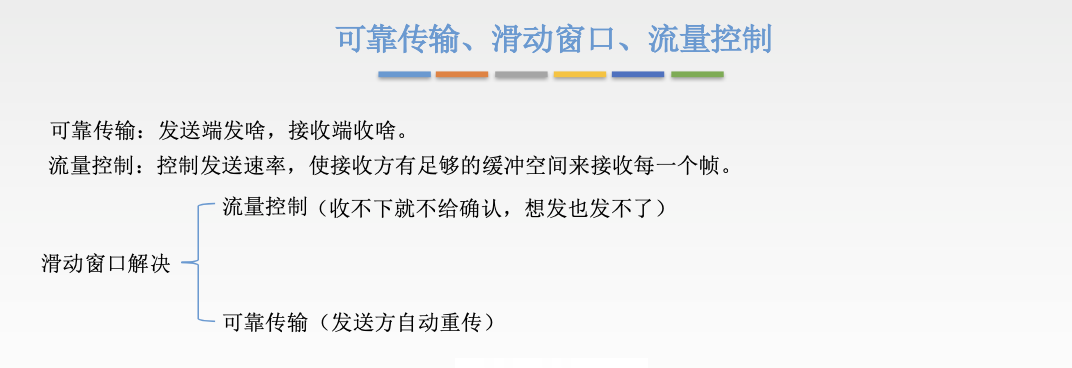 可靠传输、滑动窗口、流量控制
可靠传输：发送端发啥，接收端收啥。
流量控制：控制发送速率，使接收方有足够的缓冲空间来接收每一个帧。
滑动窗口解决
流量控制（收不下就不给确认，想发也发不了）
可靠传输（发送方自动重传）